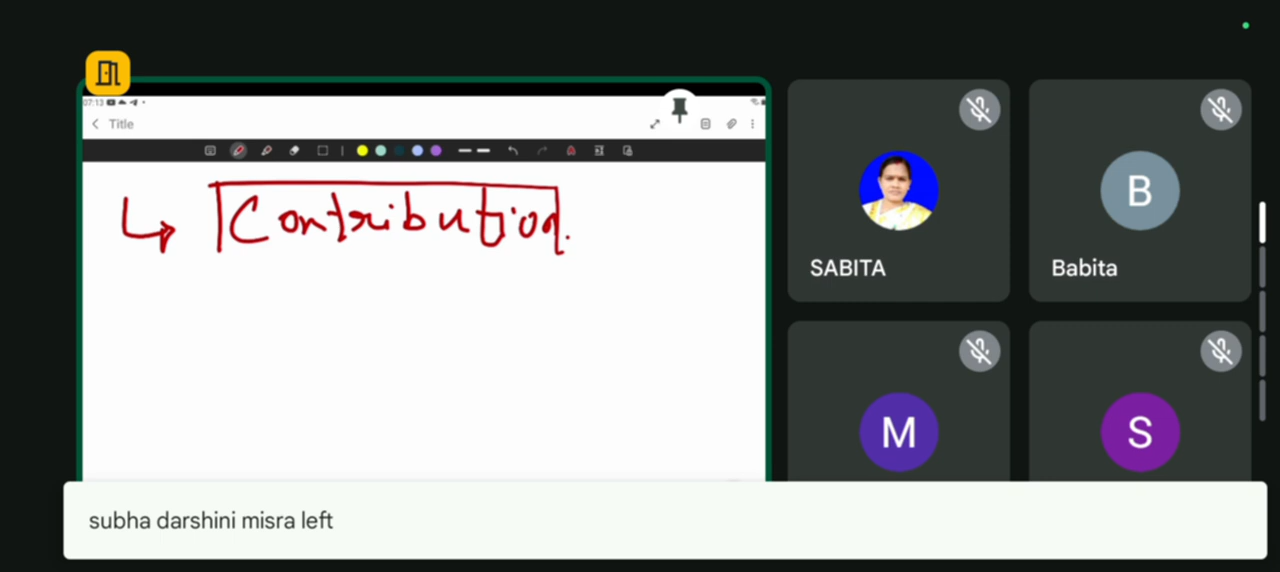 07:13
Title
↳ Contribution.
SABITA
B
Babita
M
S
subha darshini misra left